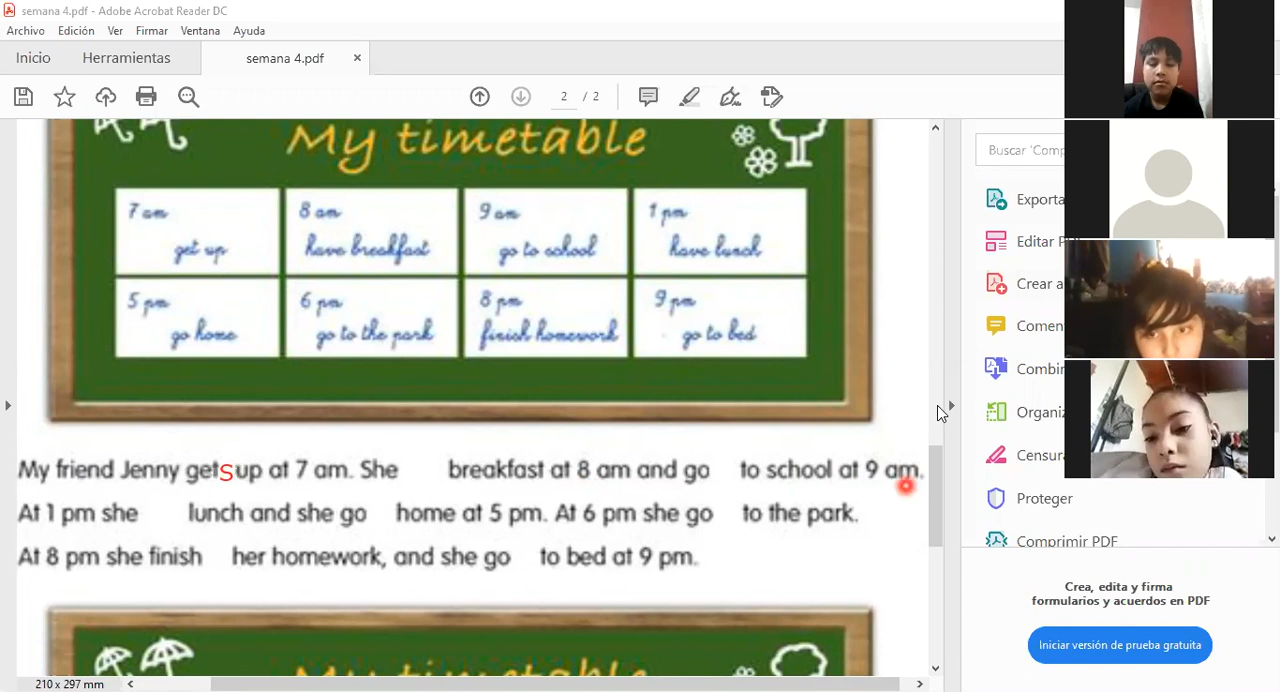 semana 4.pdf - Adobe Acrobat Reader DC
Archivo Edición Ver Firmar Ventana Ayuda
Inicio Herramientas semana 4.pdf ×
2 / 2
Buscar 'Comp
My timetable
7 am 8 am 9 am 1 pm
get up have breakfast go to school have lunch
5 pm 6 pm 8 pm 9 pm
go home go to the park finish homework go to bed
Exporta
Editar P
Crear a
Comen
Combin
Organiz
Censura
Proteger
Comprimir PDF
My friend Jenny gets up at 7 am. She breakfast at 8 am and go to school at 9 am.
At 1 pm she lunch and she go home at 5 pm. At 6 pm she go to the park.
At 8 pm she finish her homework, and she go to bed at 9 pm.
Crea, edita y firma
formularios y acuerdos en PDF
Iniciar versión de prueba gratuita
My timetable
210 x 297 mm